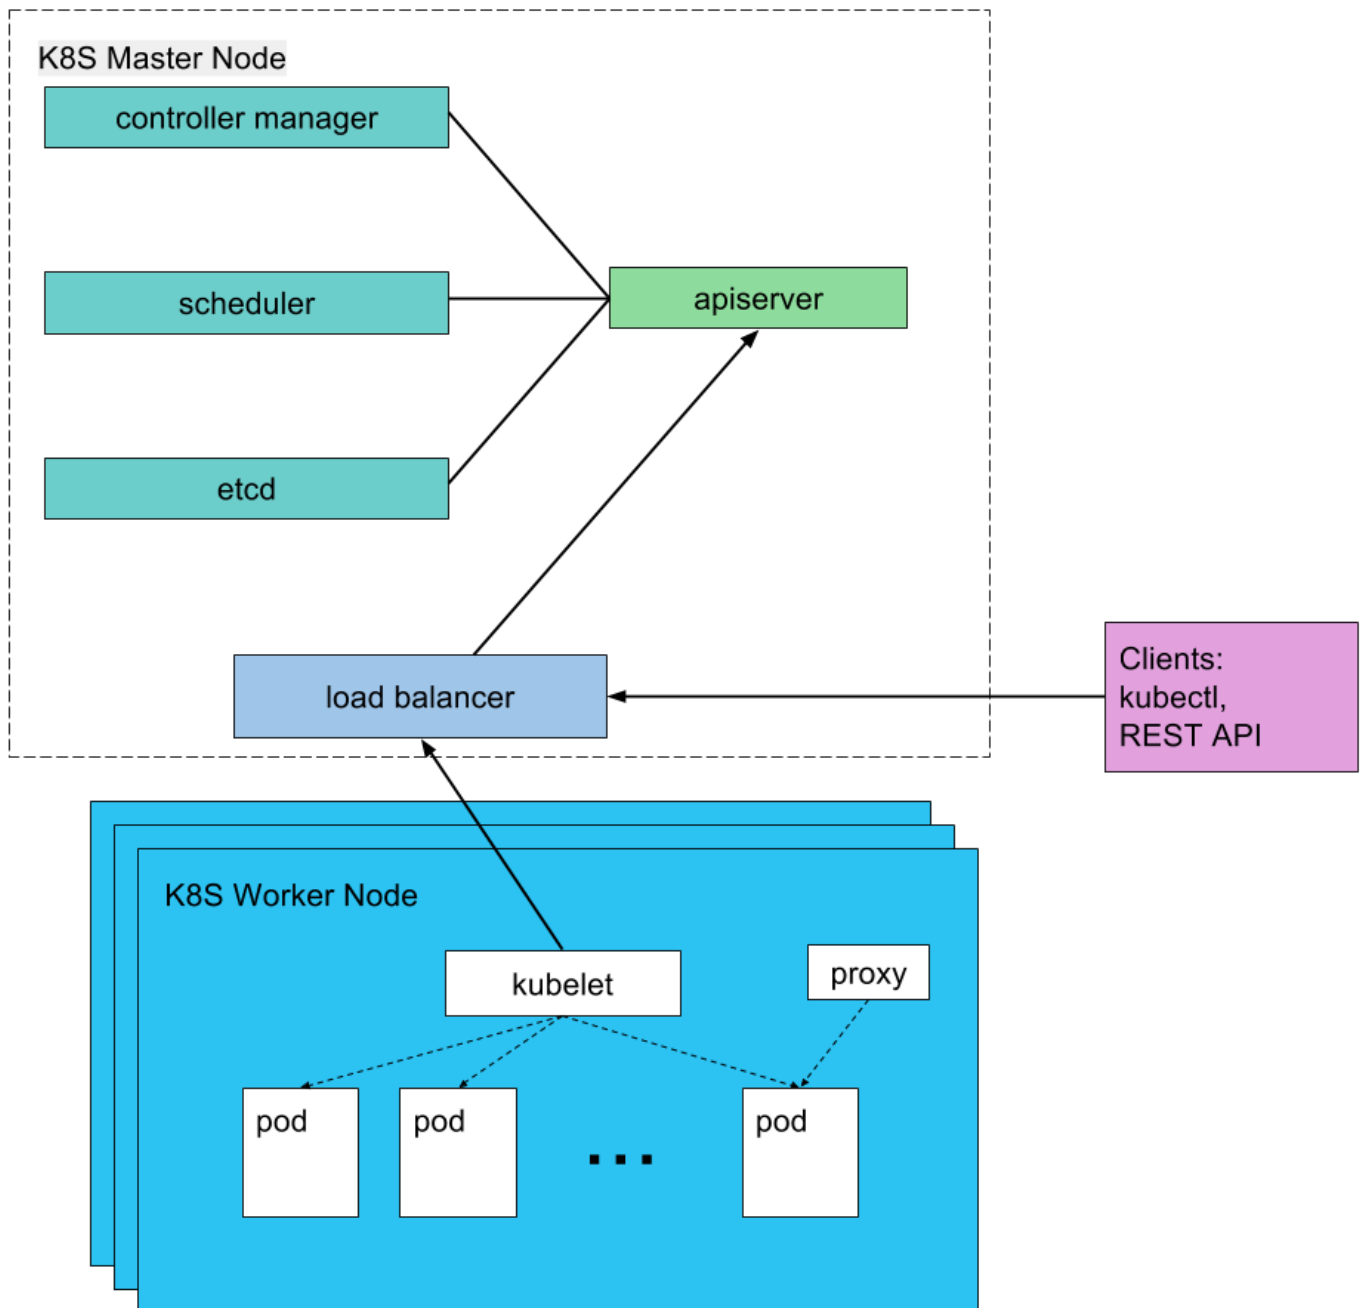 K8S Master Node
controller manager
scheduler
apiserver
etcd
load balancer
Clients:
kubectl,
REST API
K8S Worker Node
kubelet
proxy
pod
pod
...
pod